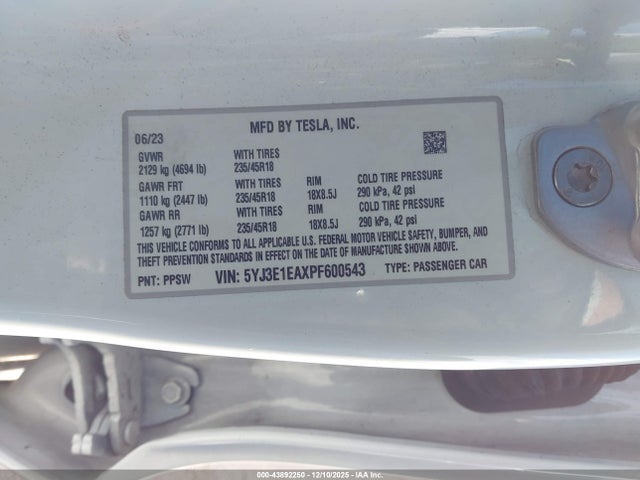 06/23 MFD BY TESLA, INC.
GVWR WITH TIRES
2129 kg (4694 lb) 235/45R18
GAWR FRT WITH TIRES RIM COLD TIRE PRESSURE
1110 kg (2447 lb) 235/45R18 18X8.5J 290 kPa, 42 psi
GAWR RR WITH TIRES RIM COLD TIRE PRESSURE
1257 kg (2771 lb) 235/45R18 18X8.5J 290 kPa, 42 psi
THIS VEHICLE CONFORMS TO ALL APPLICABLE FEDERAL MOTOR VEHICLE SAFETY, BUMPER, AND
THEFT PREVENTION STANDARDS IN EFFECT ON THE DATE OF MANUFACTURE SHOWN ABOVE.
PNT: PPSW VIN: 5YJ3E1EAXPF600543 TYPE: PASSENGER CAR
000-43892250 - 12/10/2025 - IAA Inc.